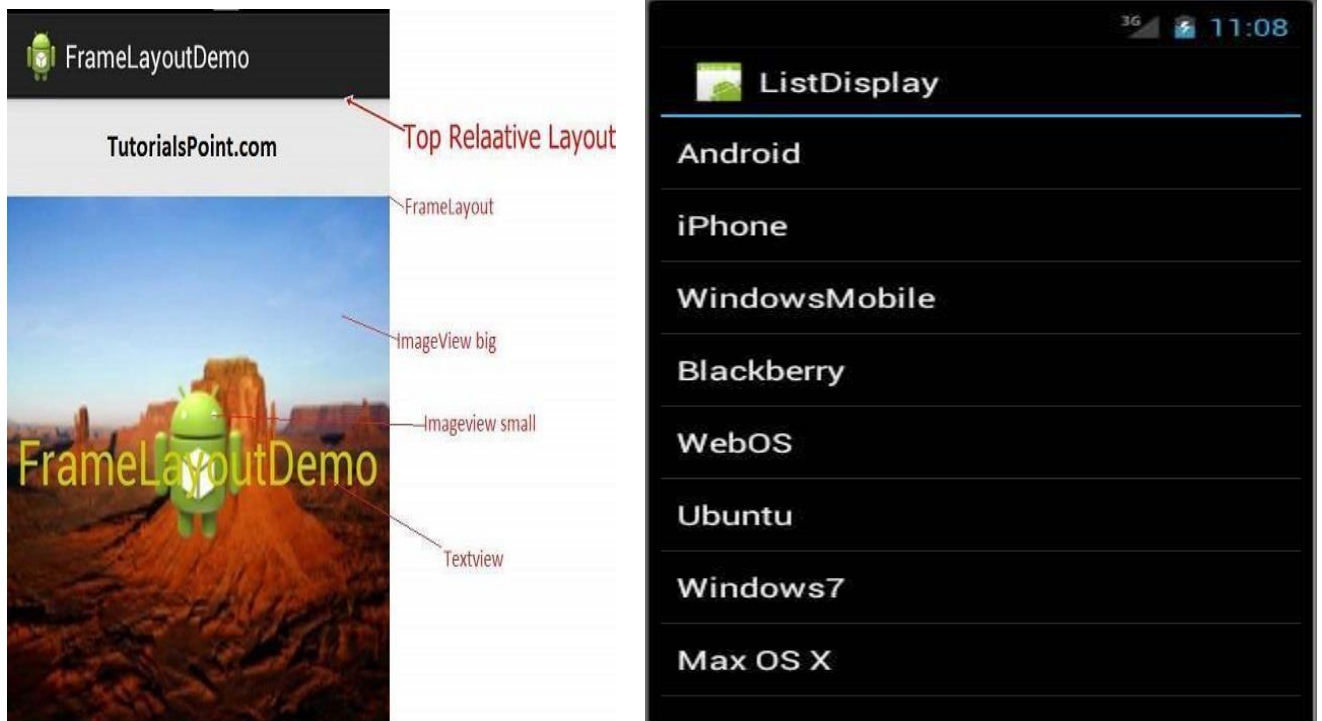 FrameLayoutDemo
TutorialsPoint.com
Top Relaative Layout
FrameLayout
ImageView big
Imageview small
FrameLayoutDemo
Textview
3G 11:08
ListDisplay
Android
iPhone
WindowsMobile
Blackberry
WebOS
Ubuntu
Windows7
Max OS X